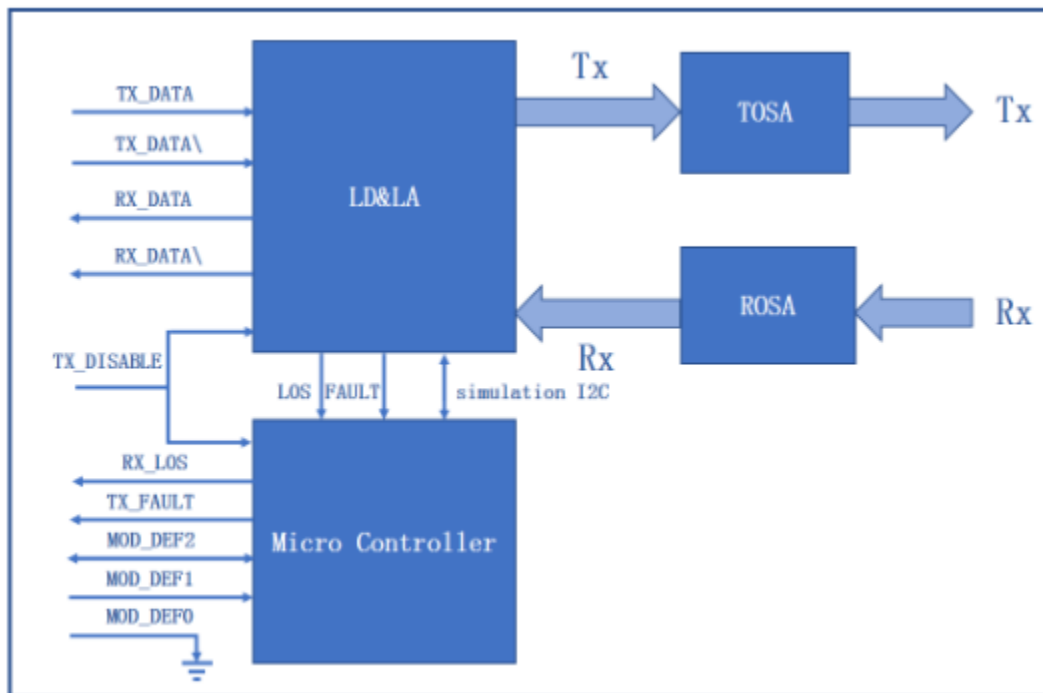 Tx
TX_DATA
TOSA
Tx
TX_DATA\
LD&LA
RX_DATA
RX_DATA\
ROSA
Rx
Rx
TX_DISABLE
LOS
FAULT
simulation I2C
RX_LOS
TX_FAULT
MOD_DEF2
Micro Controller
MOD_DEF1
MOD_DEF0